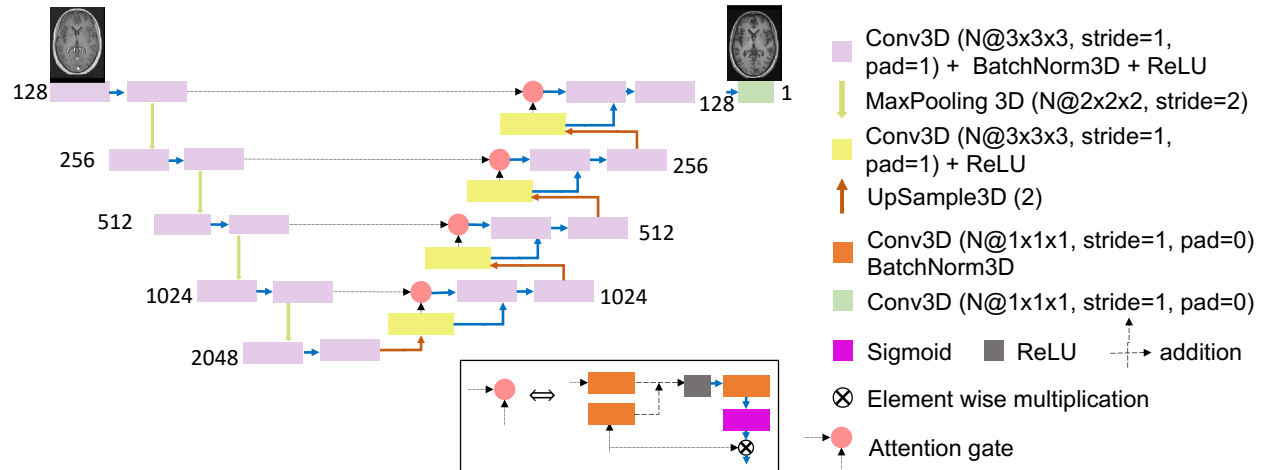 128
128
1
256
256
512
512
1024
1024
2048
Conv3D (N@3x3x3, stride=1,
pad=1) + BatchNorm3D + ReLU
MaxPooling 3D (N@2x2x2, stride=2)
Conv3D (N@3x3x3, stride=1,
pad=1) + ReLU
UpSample3D (2)
Conv3D (N@1x1x1, stride=1, pad=0)
BatchNorm3D
Conv3D (N@1x1x1, stride=1, pad=0)
Sigmoid
ReLU
addition
Element wise multiplication
Attention gate